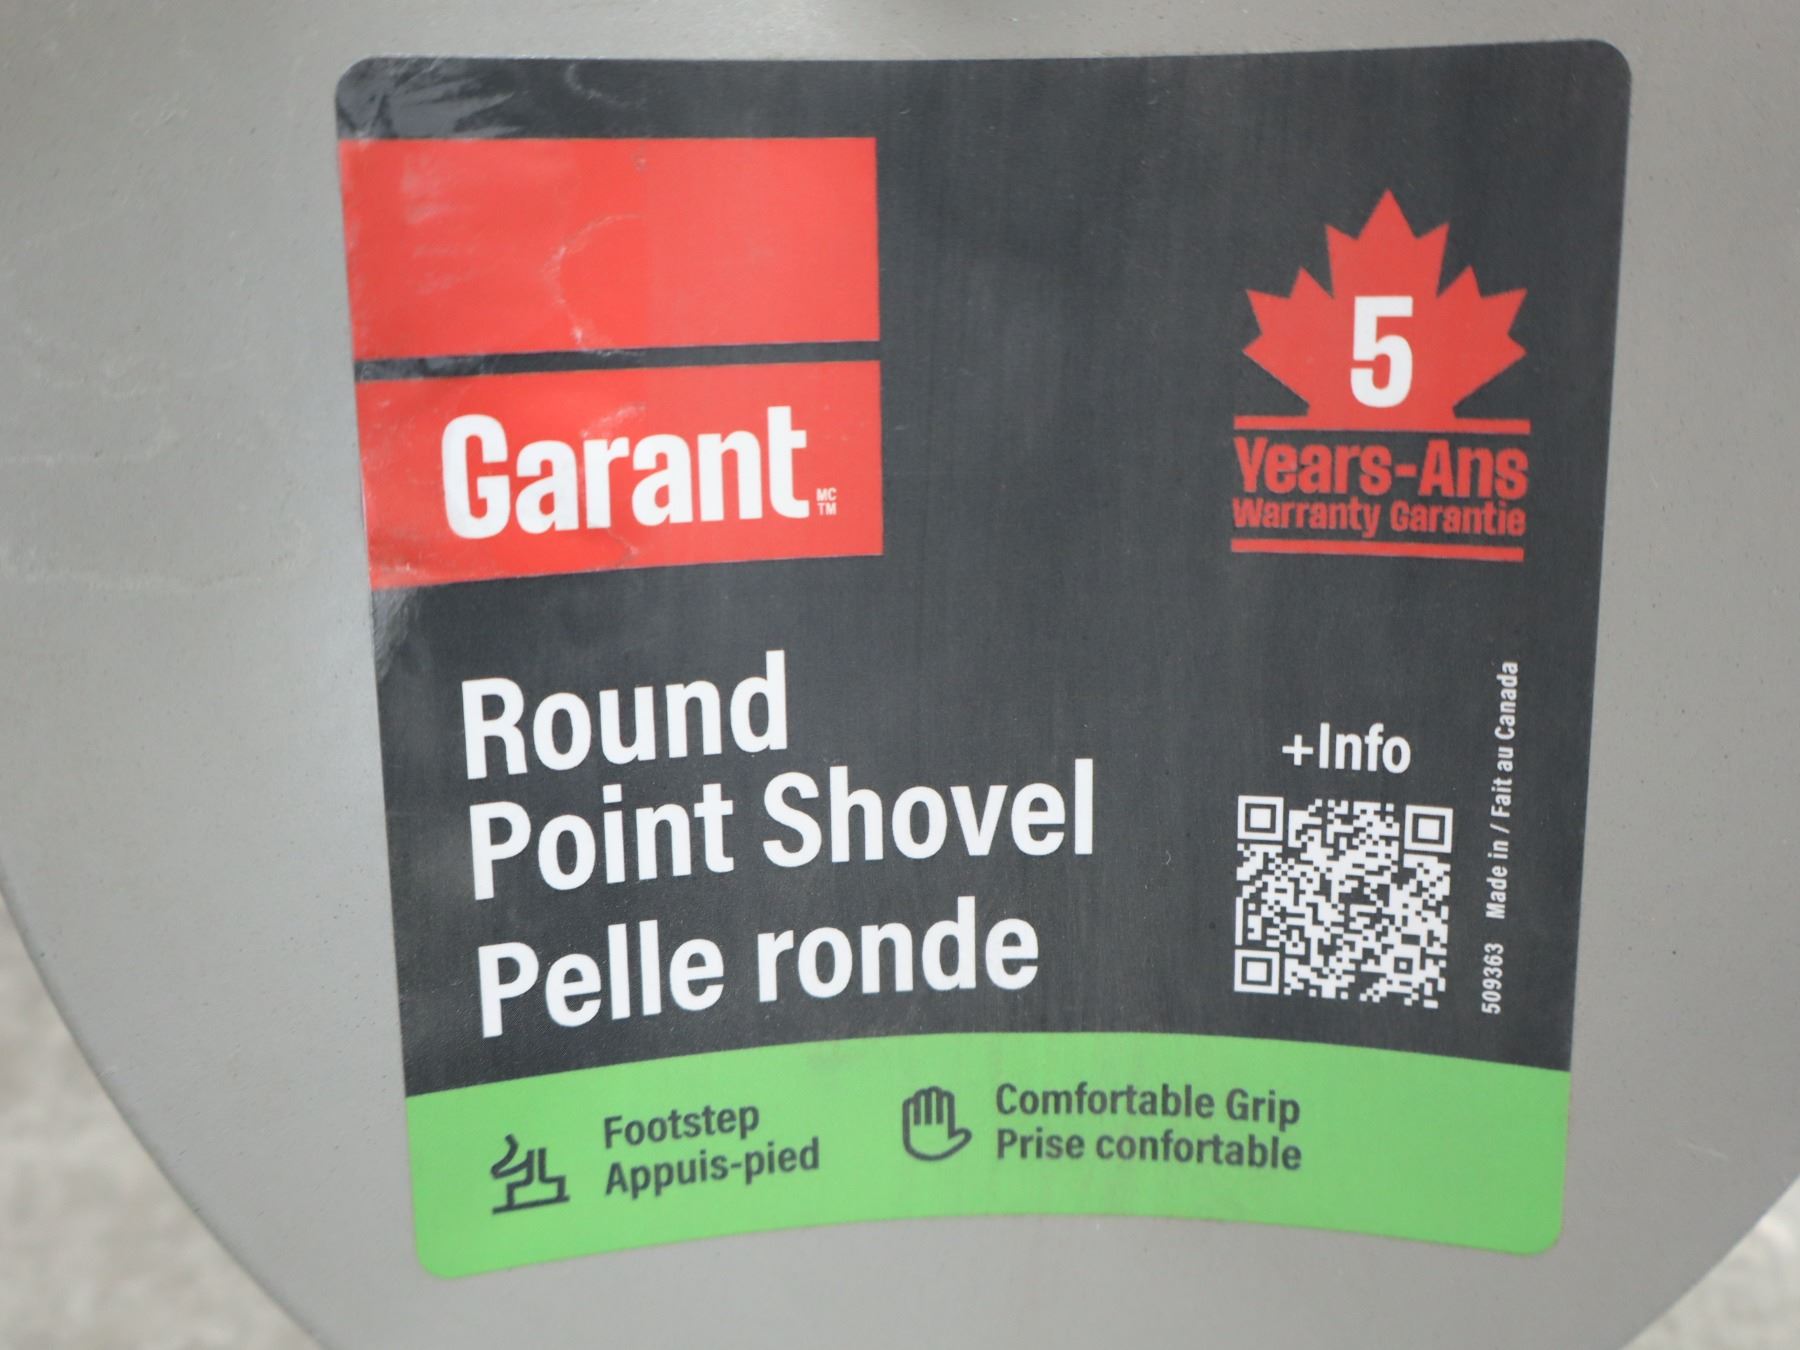 Garant MC TM
5
Years-Ans
Warranty Garantie
Round
Point Shovel
Pelle ronde
+Info
509363 Made in / Fait au Canada
Footstep
Appuis-pied
Comfortable Grip
Prise confortable